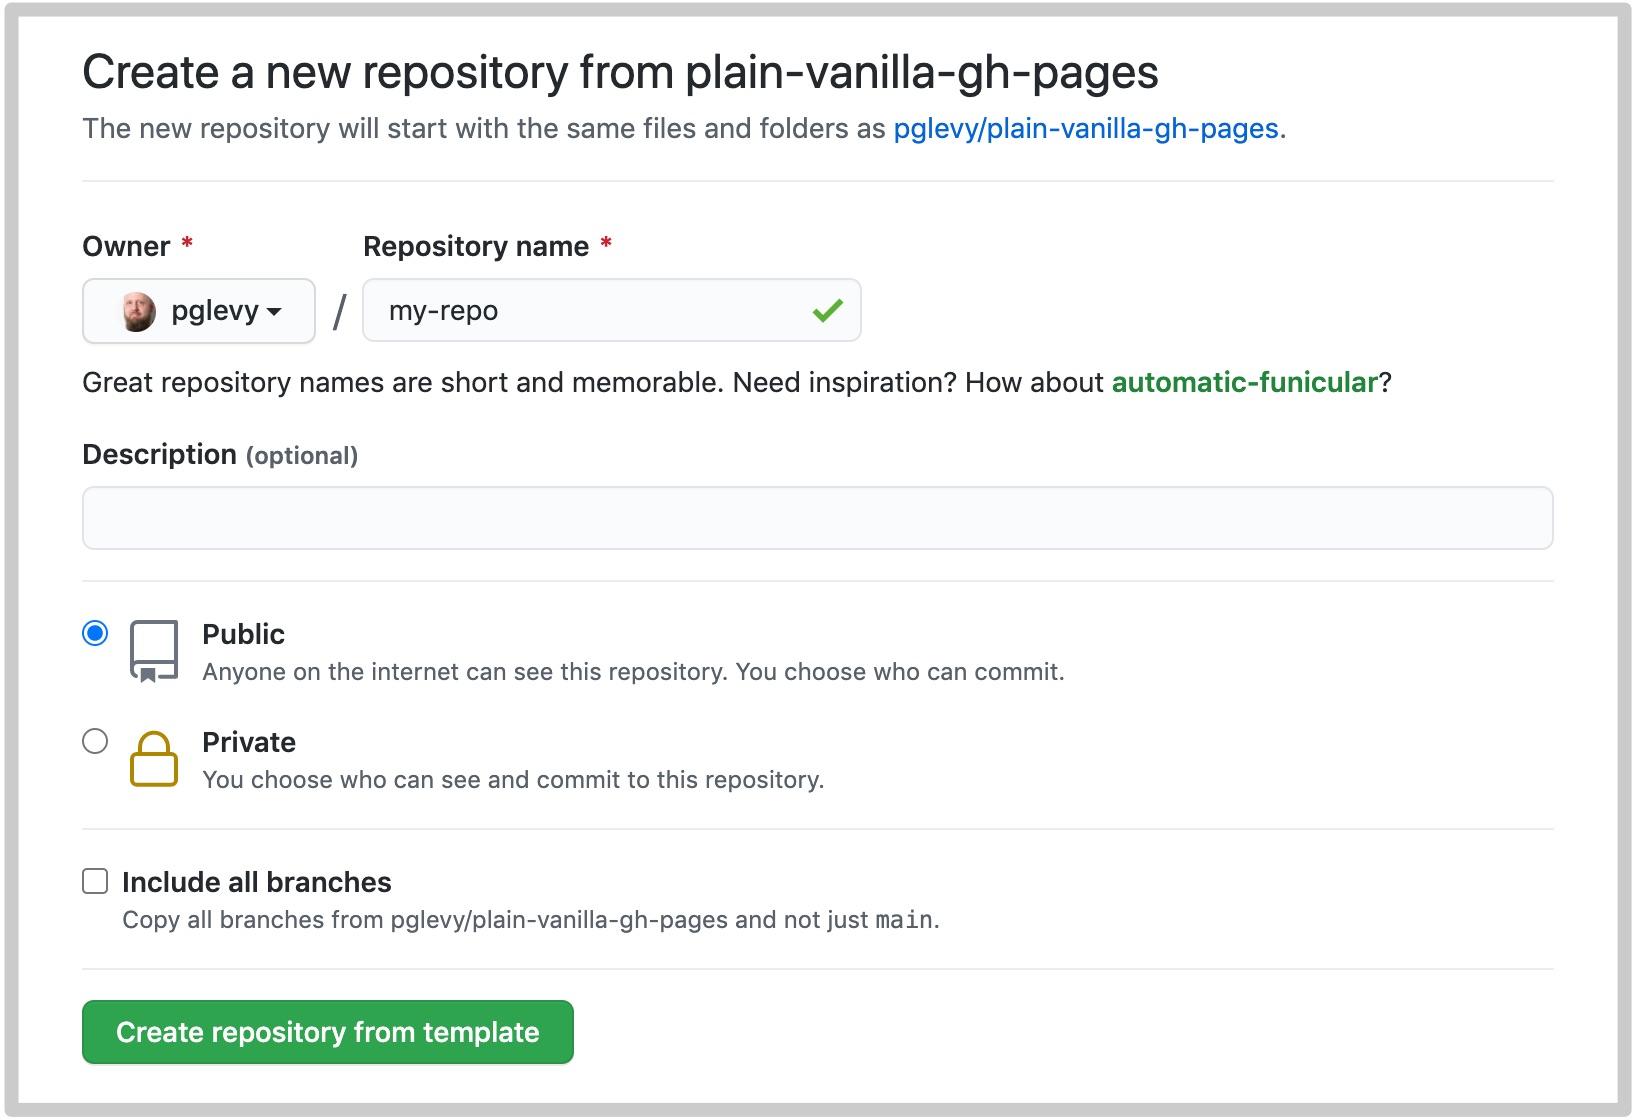 Create a new repository from plain-vanilla-gh-pages
The new repository will start with the same files and folders as pglevy/plain-vanilla-gh-pages.
Owner * Repository name *
pglevy / my-repo
Great repository names are short and memorable. Need inspiration? How about automatic-funicular?
Description (optional)
Public
Anyone on the internet can see this repository. You choose who can commit.
Private
You choose who can see and commit to this repository.
Include all branches
Copy all branches from pglevy/plain-vanilla-gh-pages and not just main.
Create repository from template